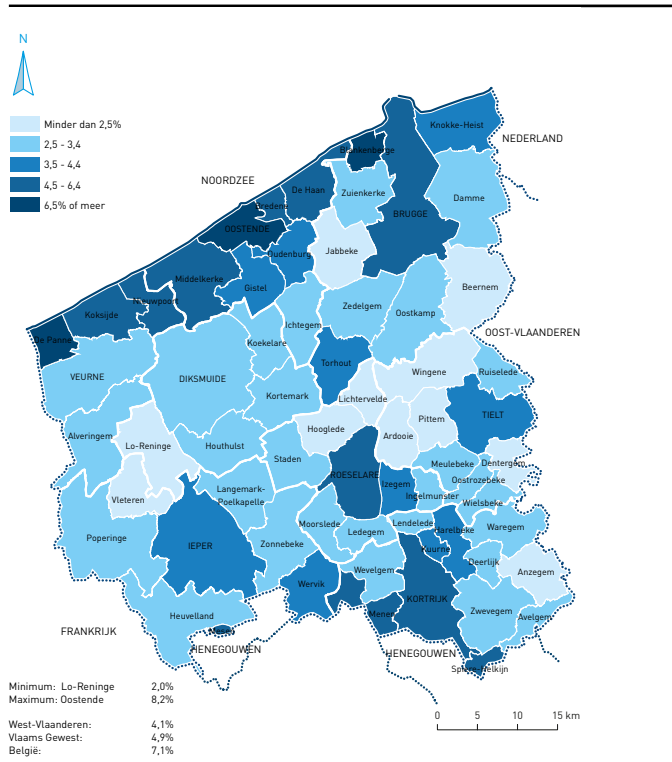 N
Minder dan 2,5%
2,5 - 3,4
3,5 - 4,4
4,5 - 6,4
6,5% of meer
NOORDZEE
NEDERLAND
OOST-VLAANDEREN
FRANKRIJK
HENEGOUWEN
HENEGOUWEN
Knokke-Heist
Blankenberge
De Haan
Zuienkerke
Damme
Bredene
BRUGGE
OOSTENDE
Oudenburg
Jabbeke
Middelkerke
Gistel
Beernem
Nieuwpoort
Koksijde
Zedelgem
Oostkamp
Ichtegem
De Panne
Koekelare
Torhout
VEURNE
DIKSMUIDE
Wingene
Ruiselede
Kortemark
Lichtervelde
TIELT
Alveringem
Lo-Reninge
Houthulst
Hooglede
Ardooie
Pittem
Staden
Meulebeke
Dentergem
ROESELARE
Izegem
Oostrozebeke
Vleteren
Langemark-
Poelkapelle
Ingelmunster
Wielsbeke
Poperinge
IEPER
Zonnebeke
Moorslede
Ledegem
Lendelede
Harelbeke
Waregem
Kuurne
Deerlijk
Anzegem
Wervik
Wevelgem
KORTRIJK
Heuvelland
Menen
Zwevegem
Avelgem
Spiere-Helkijn
Minimum: Lo-Reninge 2,0%
Maximum: Oostende 8,2%
West-Vlaanderen: 4,1%
Vlaams Gewest: 4,9%
België: 7,1%
0 5 10 15 km